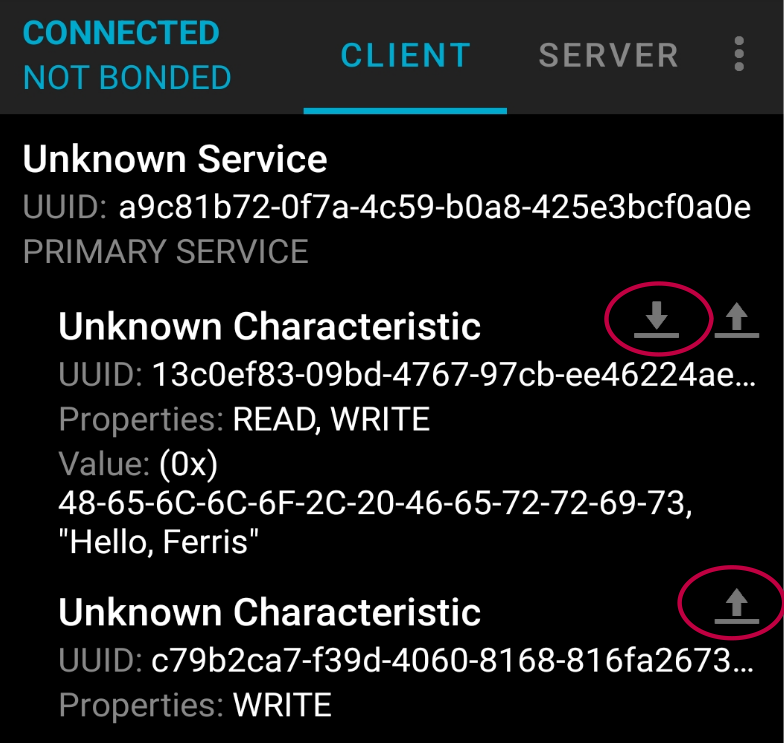 CONNECTED
NOT BONDED
CLIENT
SERVER
Unknown Service
UUID: a9c81b72-0f7a-4c59-b0a8-425e3bcf0a0e
PRIMARY SERVICE
Unknown Characteristic
UUID: 13c0ef83-09bd-4767-97cb-ee46224ae...
Properties: READ, WRITE
Value: (0x)
48-65-6C-6C-6F-2C-20-46-65-72-72-69-73,
"Hello, Ferris"
Unknown Characteristic
UUID: c79b2ca7-f39d-4060-8168-816fa2673...
Properties: WRITE